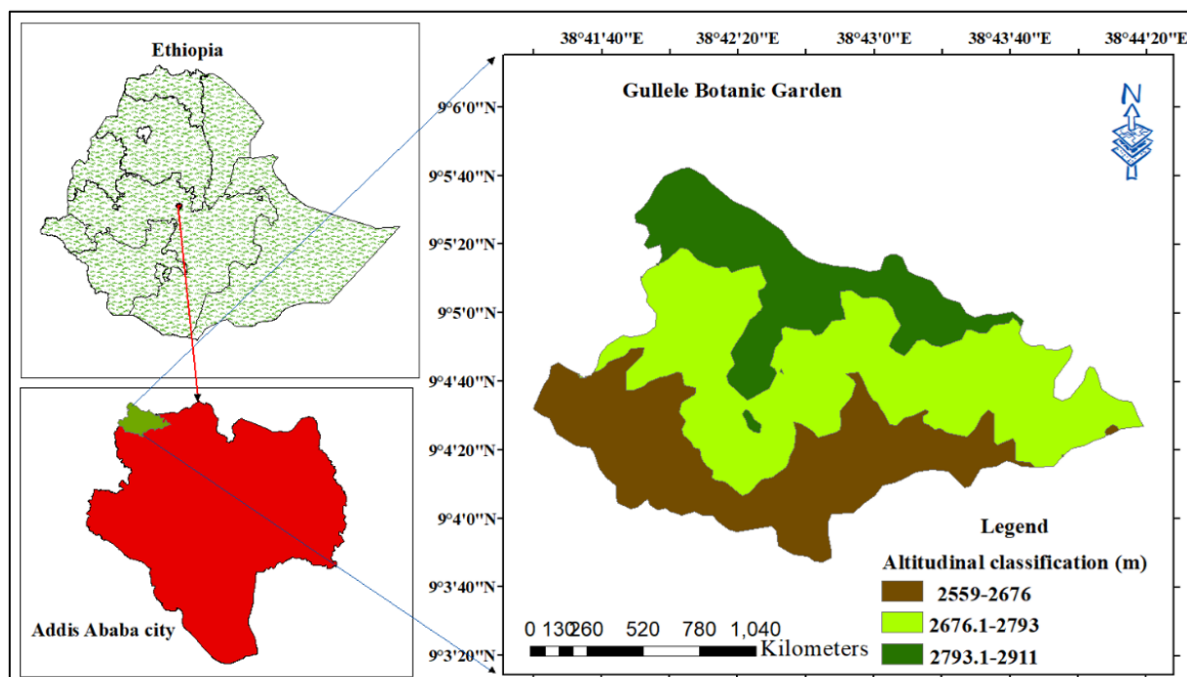 Ethiopia
Addis Ababa city
38°41'40"E 38°42'20"E 38°43'0"E 38°43'40"E 38°44'20"E
Gullele Botanic Garden
N
9°6'0"N
9°5'40"N
9°5'20"N
9°5'0"N
9°4'40"N
9°4'20"N
9°4'0"N
9°3'40"N
9°3'20"N
Legend
Altitudinal classification (m)
2559-2676
2676.1-2793
2793.1-2911
0 130260 520 780 1,040
Kilometers